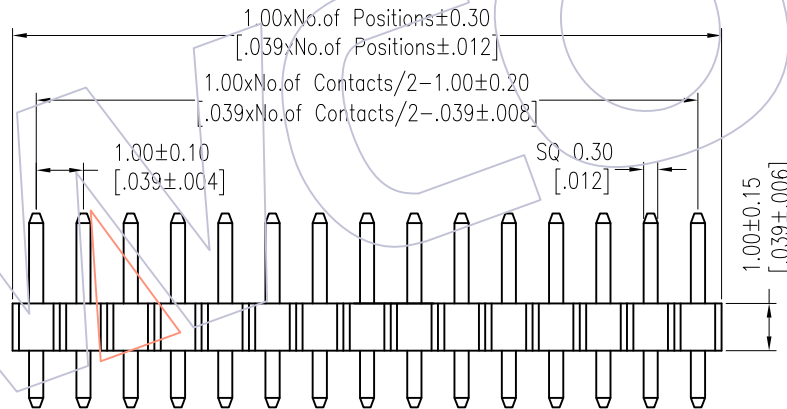 1.00xNo.of Positions±0.30
[.039xNo.of Positions±.012]
1.00xNo.of Contacts/2-1.00±0.20
[.039xNo.of Contacts/2-.039±.008]
1.00±0.10
[.039±.004]
SQ 0.30
[.012]
1.00±0.15
[.039±.006]
WCO